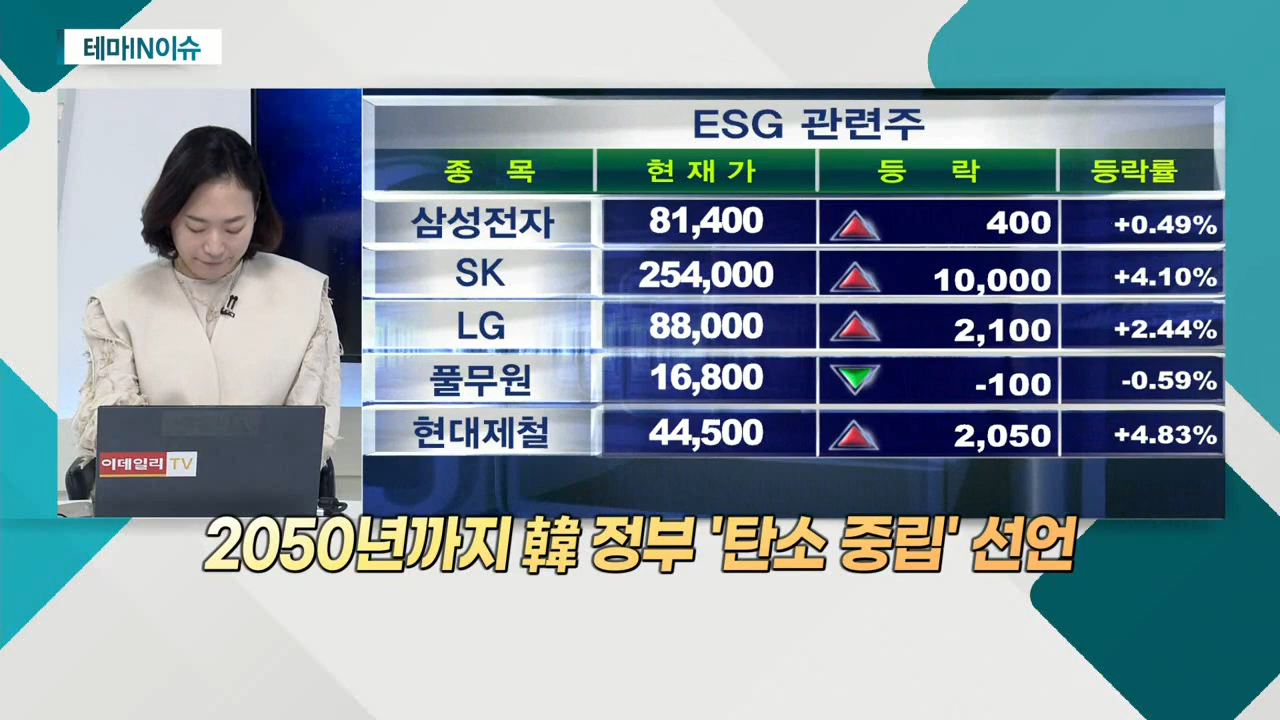 테마IN이슈
ESG 관련주
종 목 현 재 가 등 락 등락률
삼성전자 81,400 400 +0.49%
SK 254,000 10,000 +4.10%
LG 88,000 2,100 +2.44%
풀무원 16,800 -100 -0.59%
현대제철 44,500 2,050 +4.83%
이데일리TV
2050년까지 韓 정부 '탄소 중립' 선언